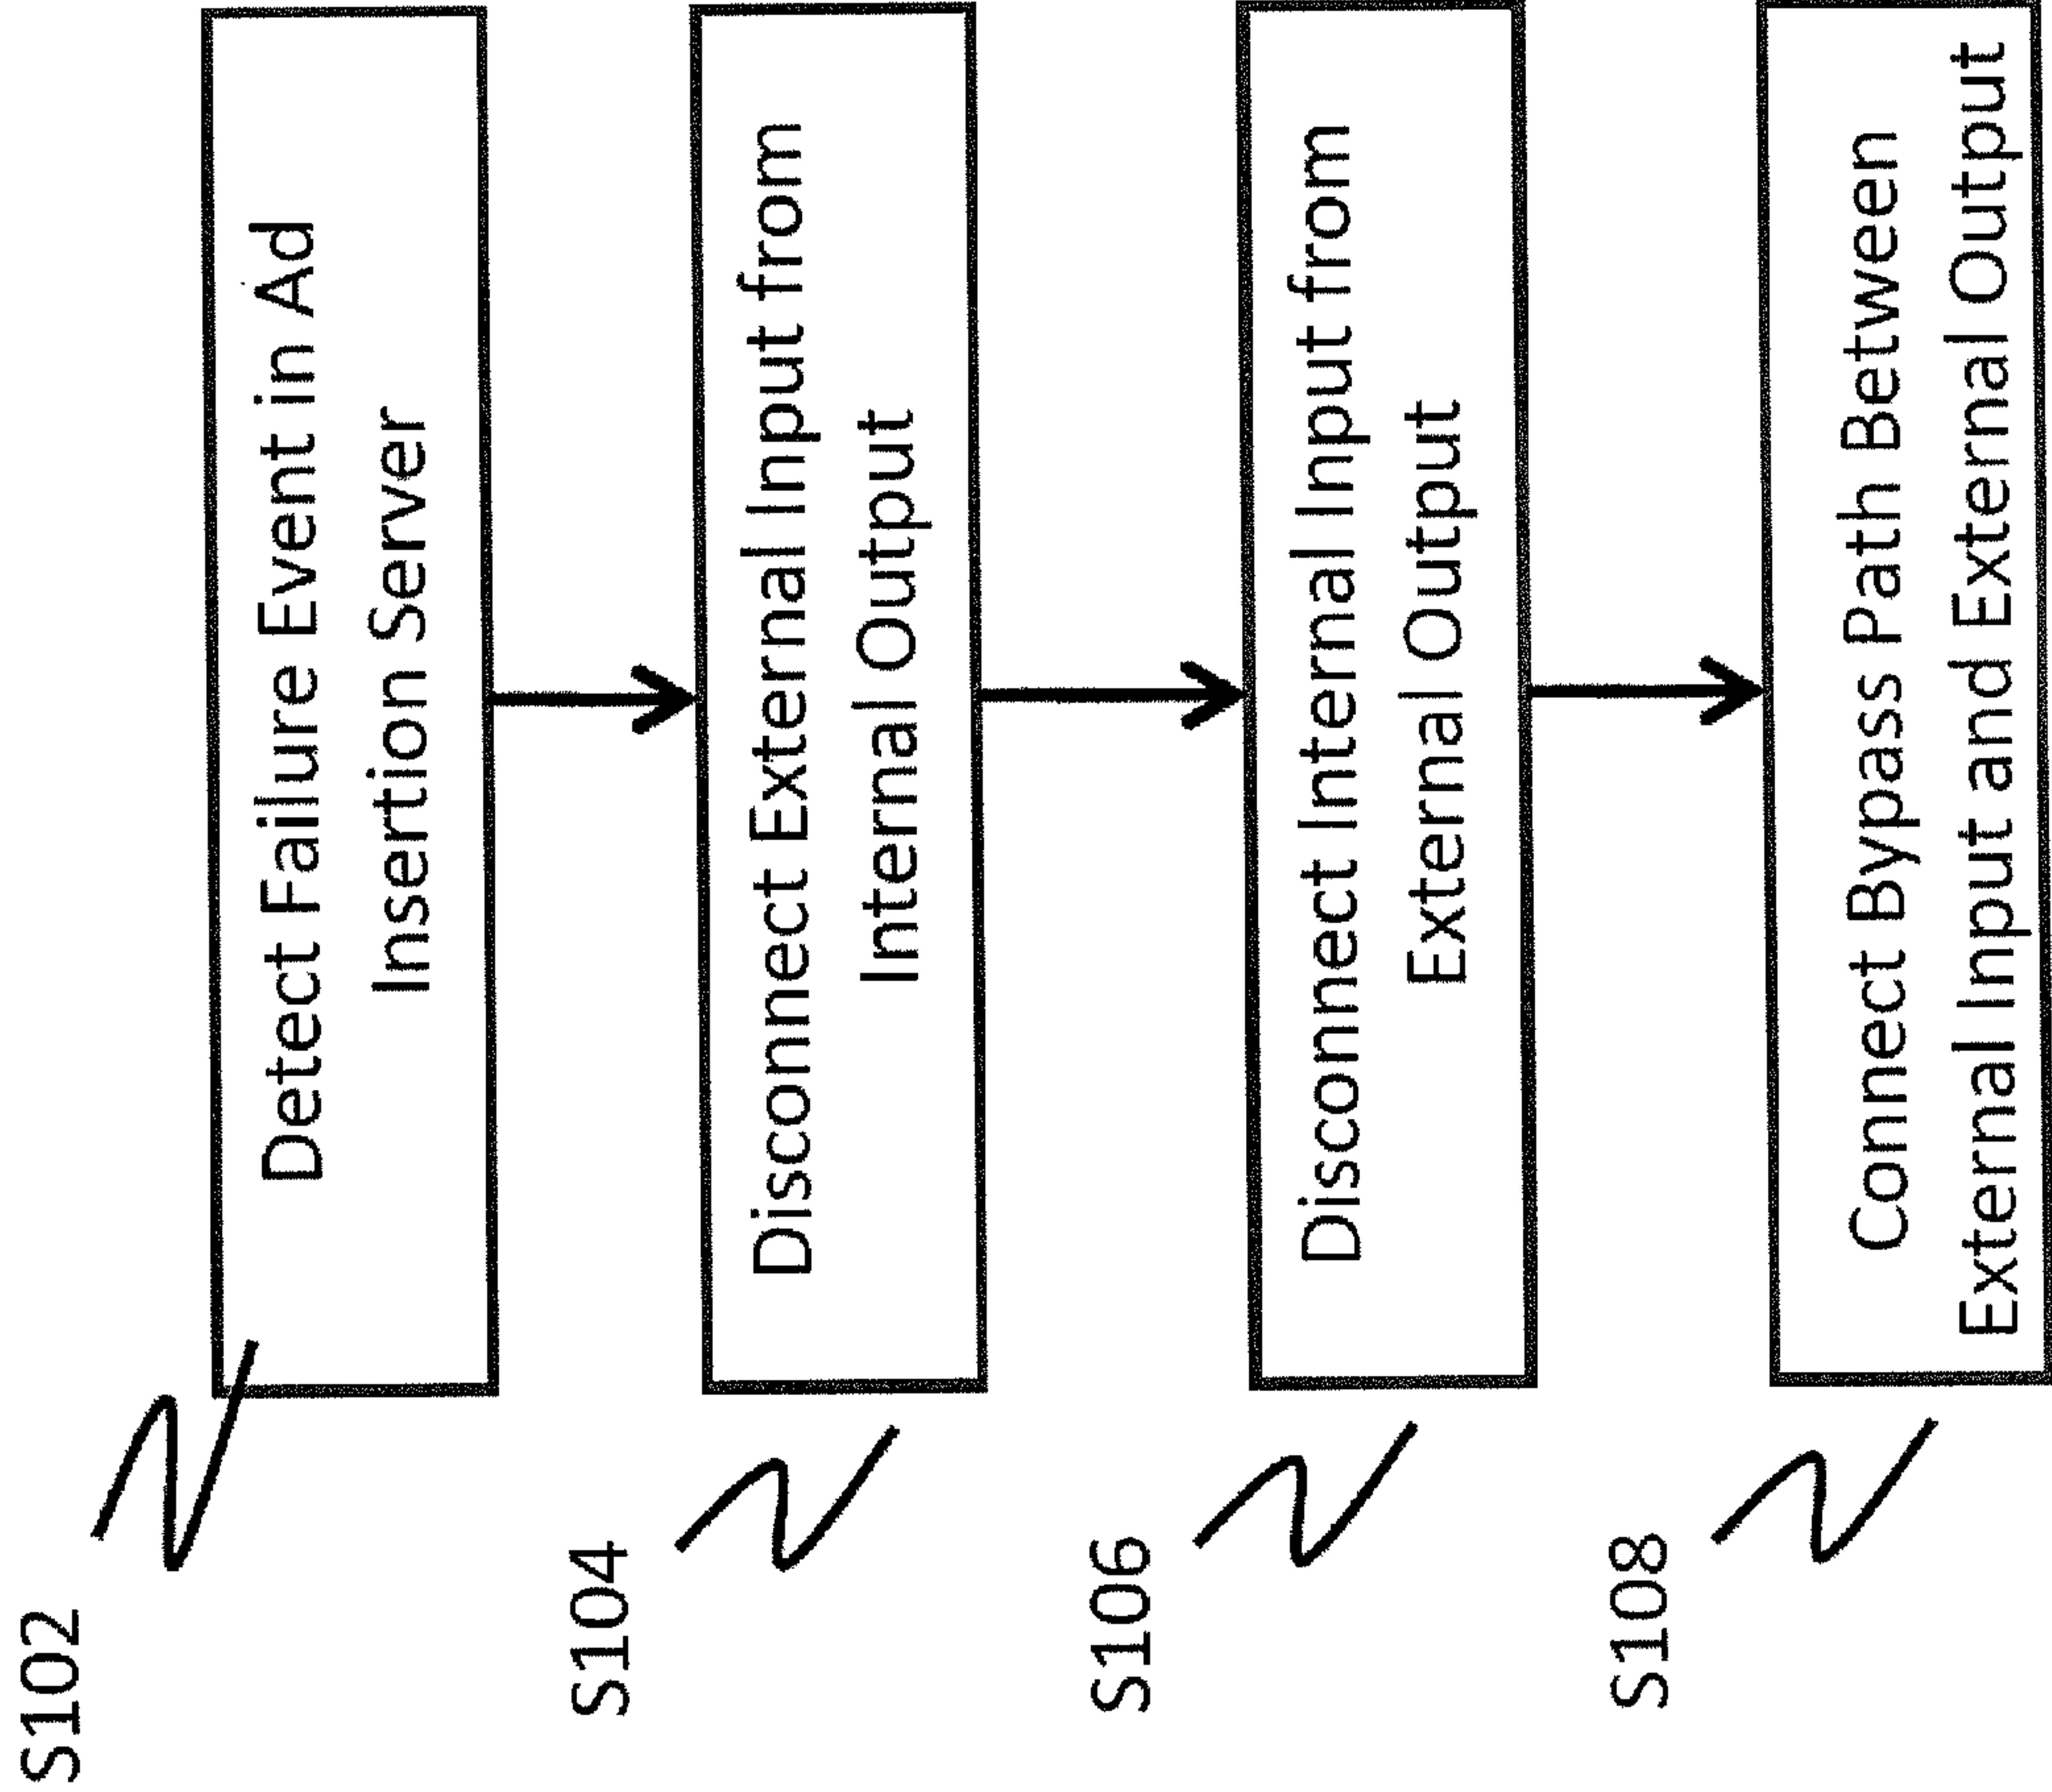 S102
Detect Failure Event in Ad
Insertion Server
S104
Disconnect External Input from
Internal Output
S106
Disconnect Internal Input from
External Output
S108
Connect Bypass Path Between
External Input and External Output